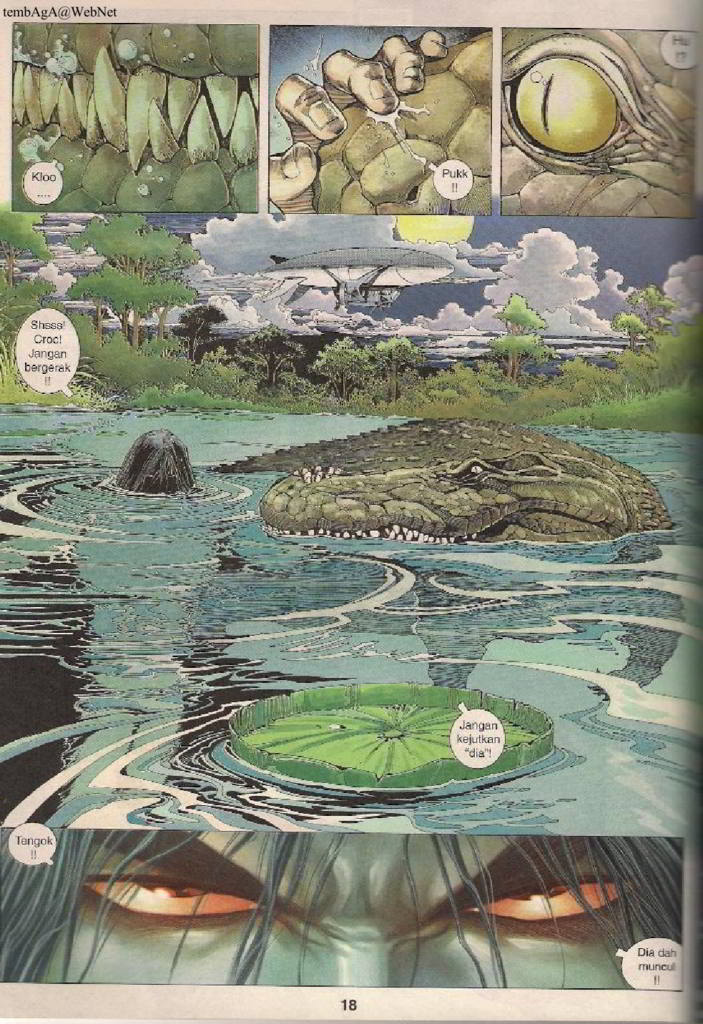 tembAgA@WebNet
Kloo
....
Pukk
!!
Hu
!?
Shsss!
Croc!
Jangan
bergerak
!!
Jangan
kejutkan
"dia"!
Tengok
!!
Dia dah
muncul
!!
18